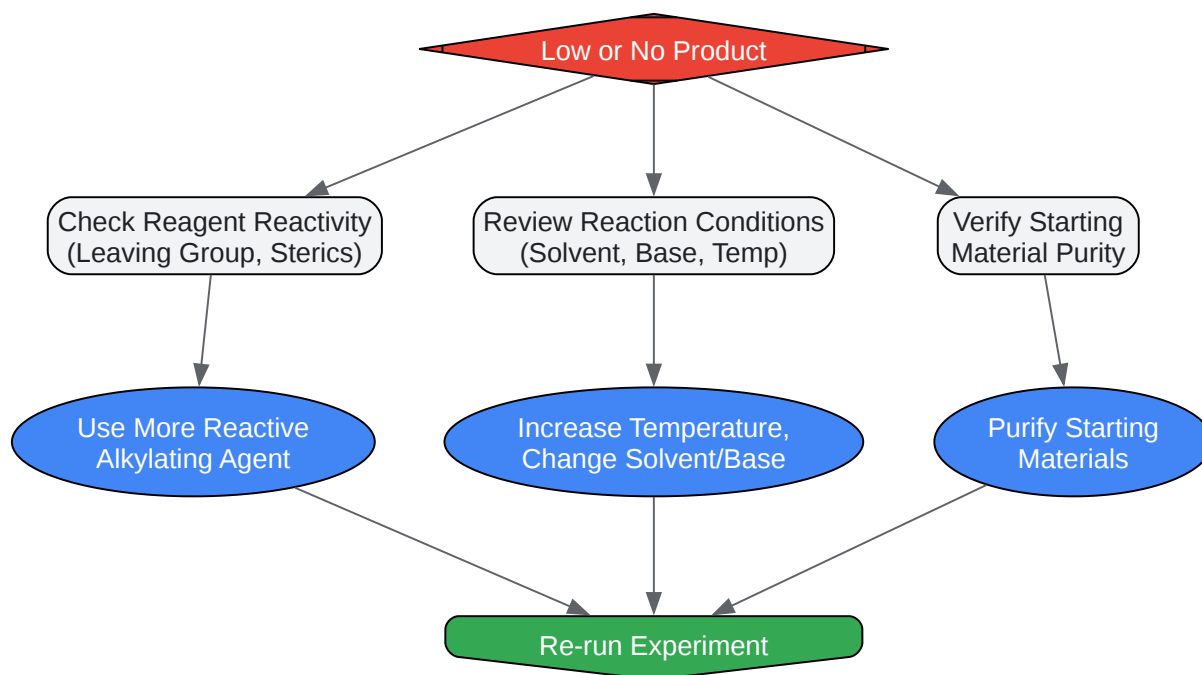 Low or No Product
Check Reagent Reactivity
(Leaving Group, Sterics)
Review Reaction Conditions
(Solvent, Base, Temp)
Verify Starting
Material Purity
Use More Reactive
Alkylating Agent
Increase Temperature,
Change Solvent/Base
Purify Starting
Materials
Re-run Experiment